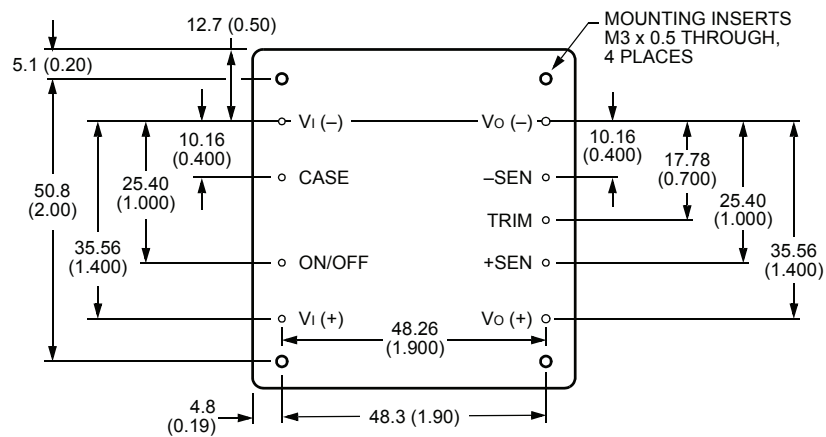 12.7 (0.50)
MOUNTING INSERTS
M3 x 0.5 THROUGH,
4 PLACES
5.1 (0.20)
VI (–)
VO (–)
10.16
(0.400)
10.16
(0.400)
CASE
–SEN
17.78
(0.700)
25.40
(1.000)
50.8
(2.00)
TRIM
25.40
(1.000)
35.56
(1.400)
ON/OFF
+SEN
35.56
(1.400)
VI (+)
VO (+)
48.26
(1.900)
4.8
(0.19)
48.3 (1.90)